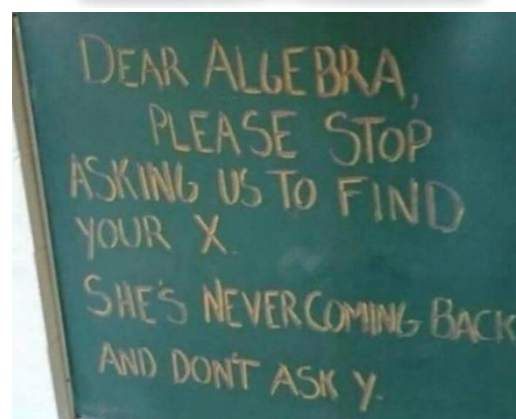 DEAR ALGEBRA,
PLEASE STOP
ASKING US TO FIND
YOUR X.
SHE'S NEVER COMING BACK
AND DON'T ASK Y.